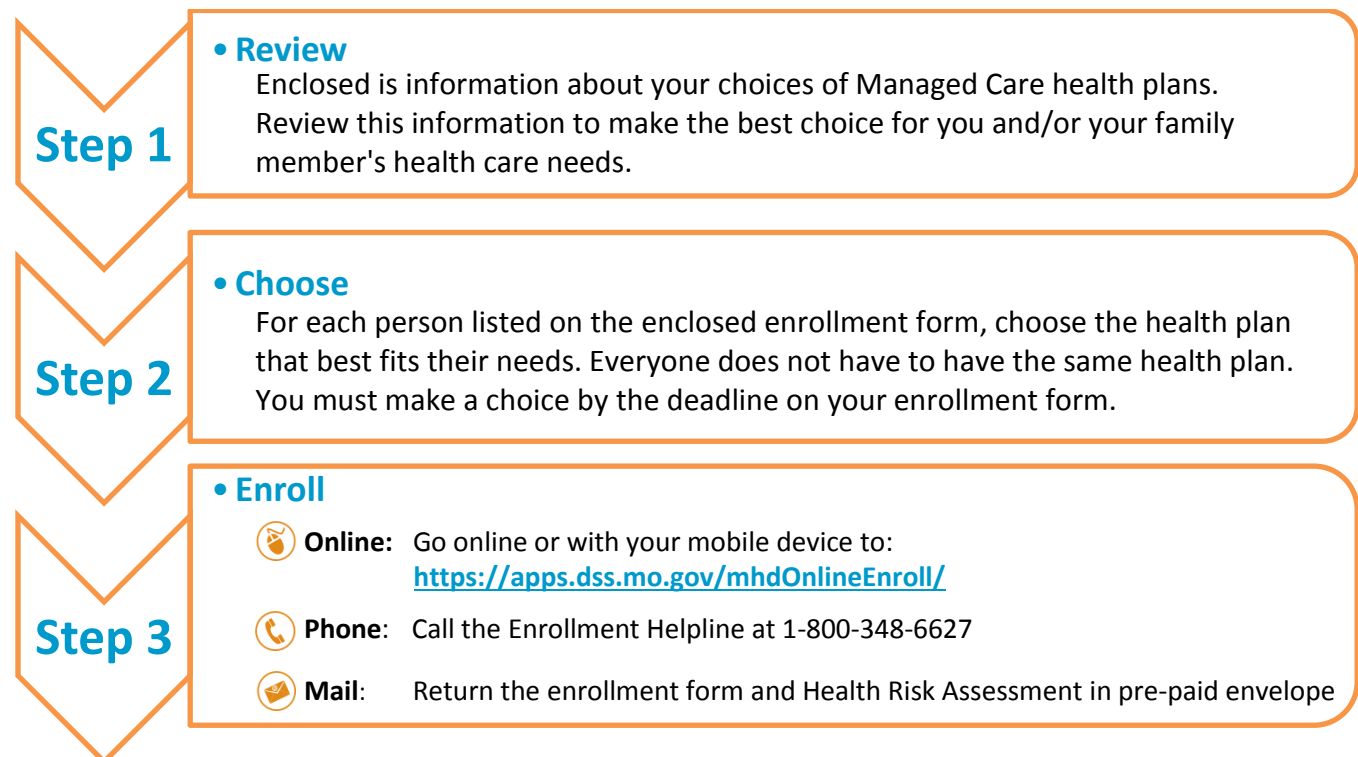 Step 1
• Review
Enclosed is information about your choices of Managed Care health plans.
Review this information to make the best choice for you and/or your family
member's health care needs.
Step 2
• Choose
For each person listed on the enclosed enrollment form, choose the health plan
that best fits their needs. Everyone does not have to have the same health plan.
You must make a choice by the deadline on your enrollment form.
Step 3
• Enroll
Online: Go online or with your mobile device to:
https://apps.dss.mo.gov/mhdOnlineEnroll/
Phone: Call the Enrollment Helpline at 1-800-348-6627
Mail: Return the enrollment form and Health Risk Assessment in pre-paid envelope